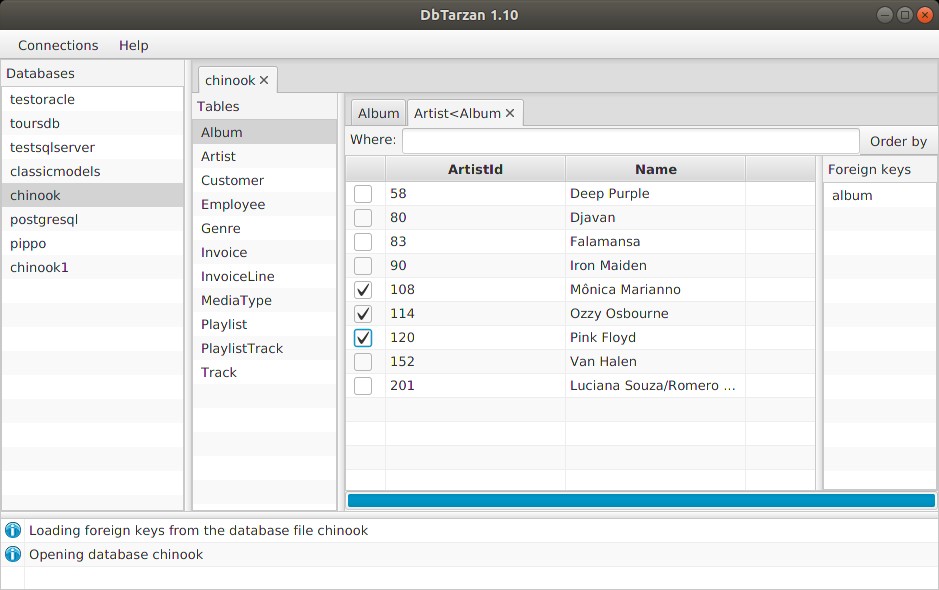 DbTarzan 1.10
Connections Help
Databases
testoracle
toursdb
testsqlserver
classicmodels
chinook
postgresql
pippo
chinook1
chinook
Tables
Album
Artist
Customer
Employee
Genre
Invoice
InvoiceLine
MediaType
Playlist
PlaylistTrack
Track
Album Artist<Album
Where: Order by
ArtistId Name
58 Deep Purple
80 Djavan
83 Falamansa
90 Iron Maiden
108 Mônica Marianno
114 Ozzy Osbourne
120 Pink Floyd
152 Van Halen
201 Luciana Souza/Romero ...
Foreign keys
album
Loading foreign keys from the database file chinook
Opening database chinook